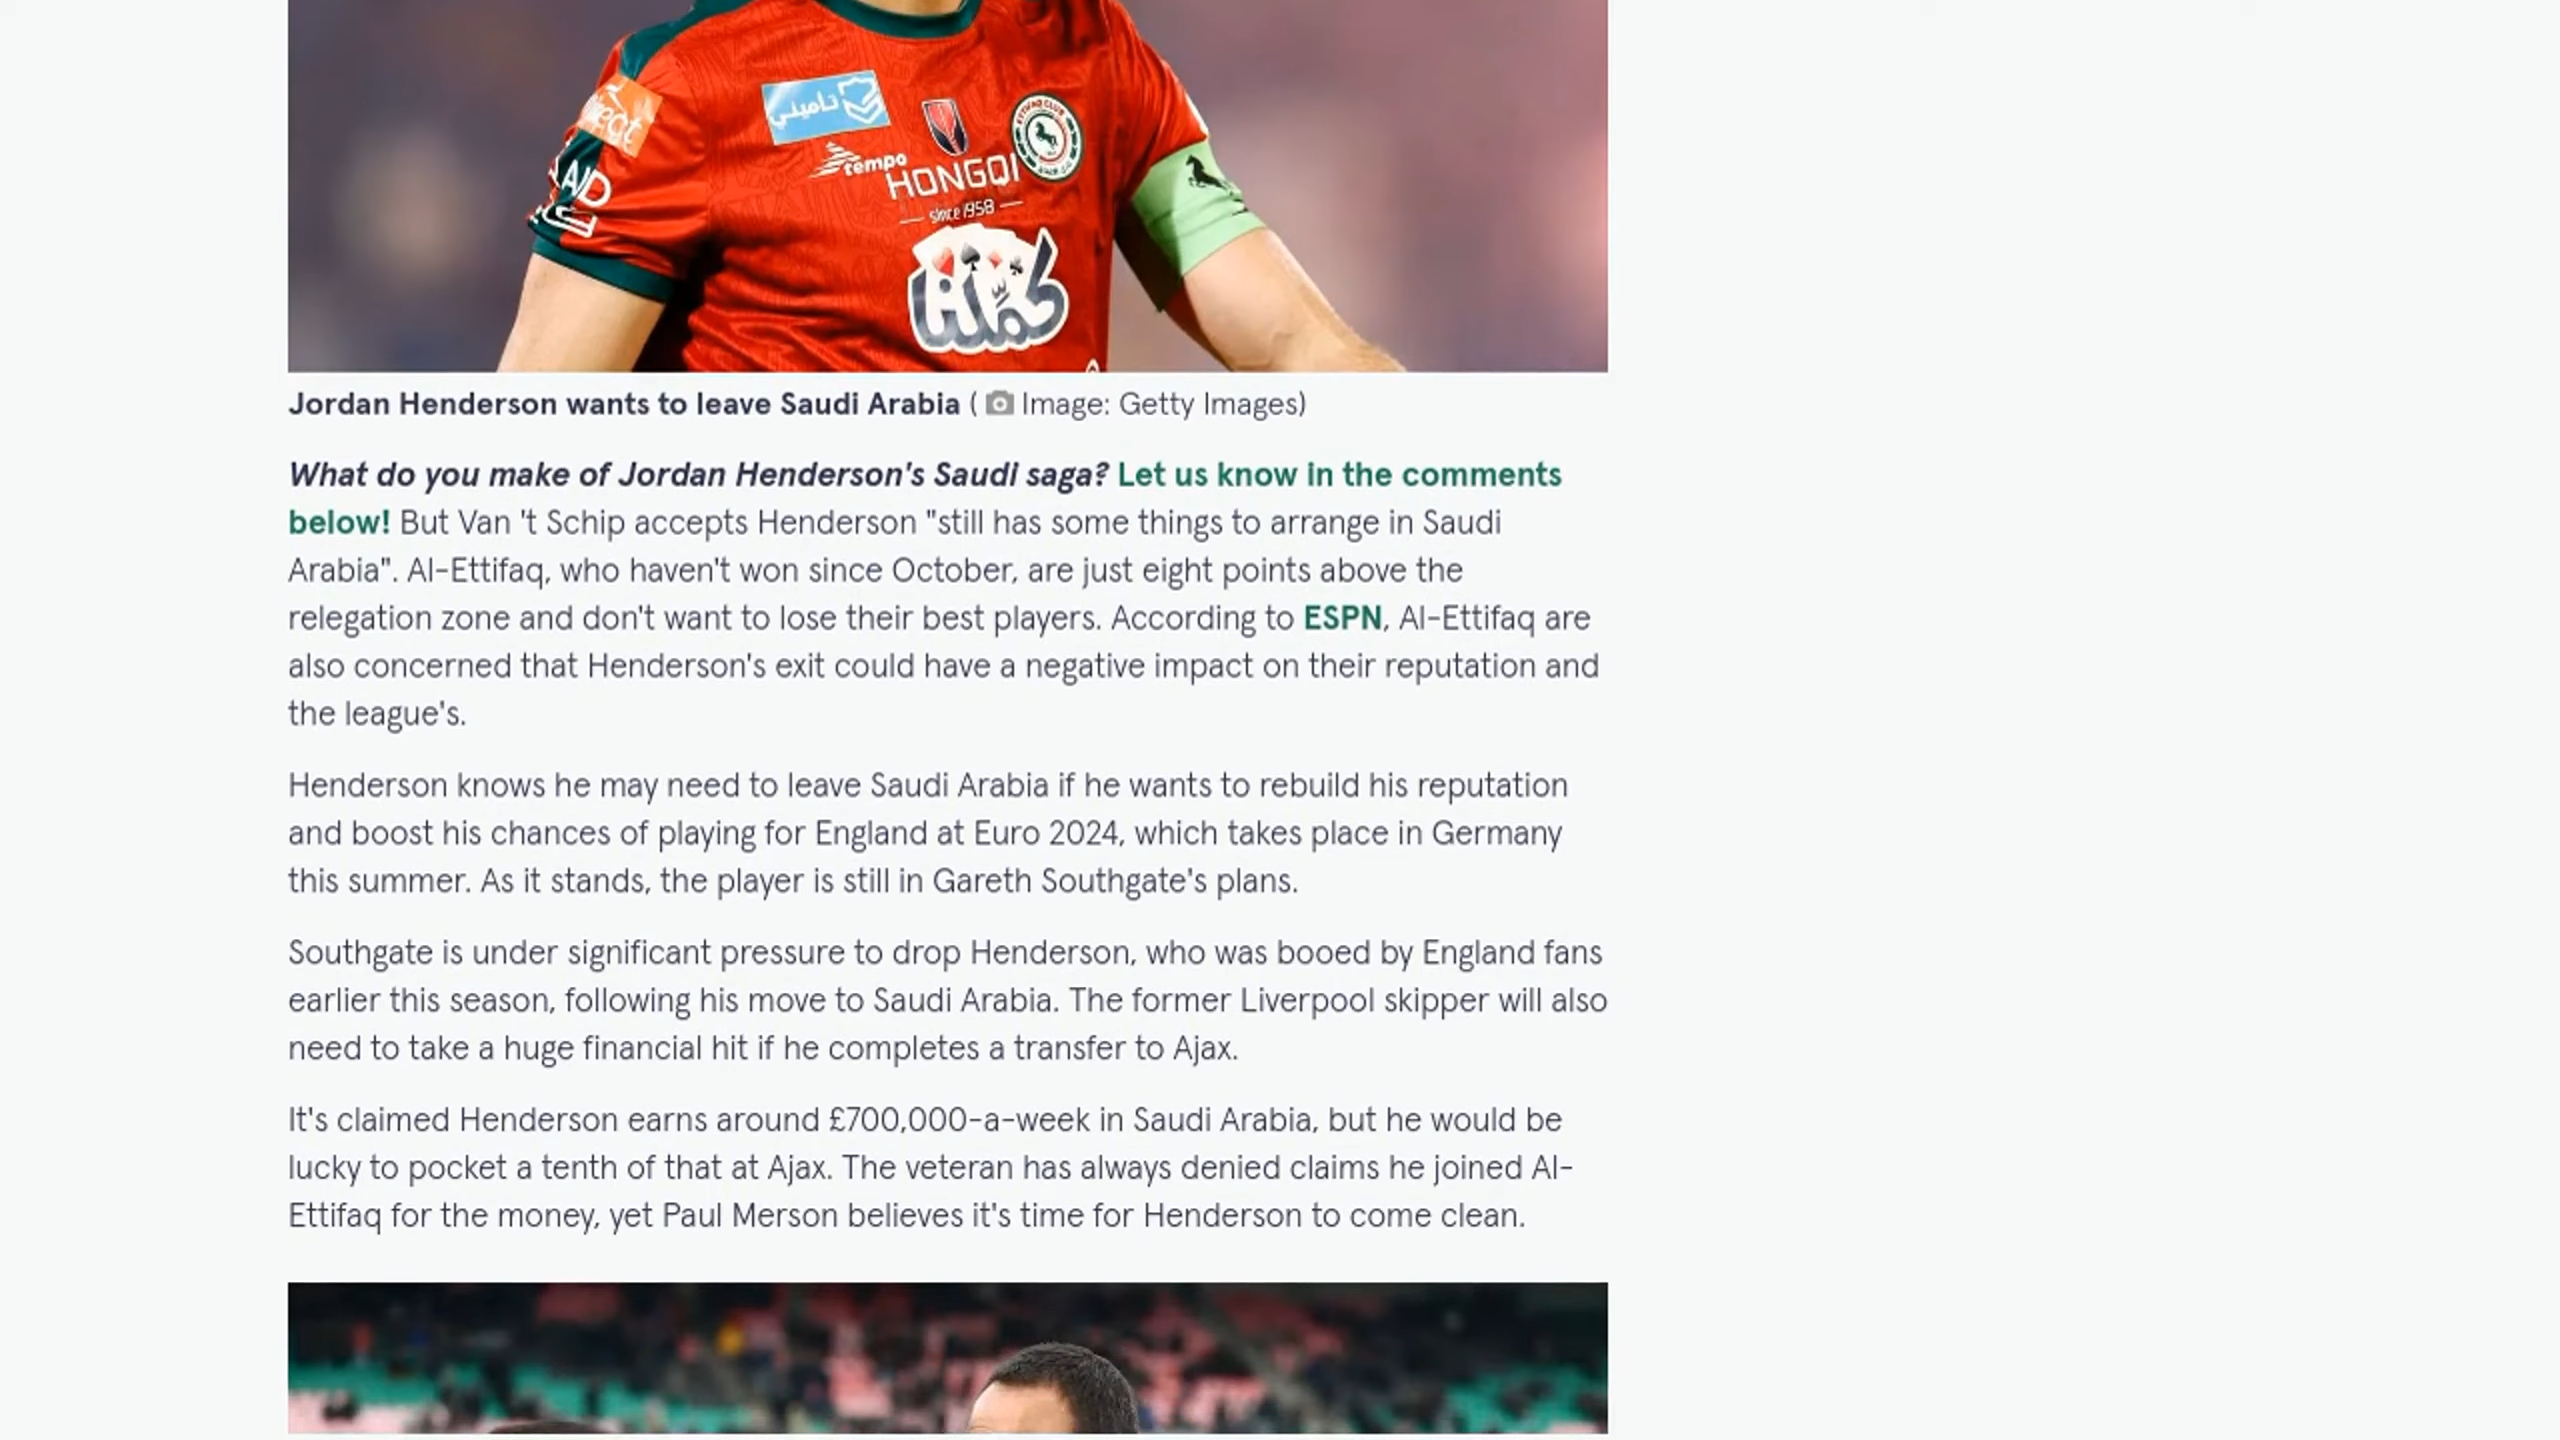 تأميني
tempo
HONGQI
since 1958
كملنا
Jordan Henderson wants to leave Saudi Arabia ( Image: Getty Images)
What do you make of Jordan Henderson's Saudi saga? Let us know in the comments
below! But Van 't Schip accepts Henderson "still has some things to arrange in Saudi
Arabia". Al-Ettifaq, who haven't won since October, are just eight points above the
relegation zone and don't want to lose their best players. According to ESPN, Al-Ettifaq are
also concerned that Henderson's exit could have a negative impact on their reputation and
the league's.
Henderson knows he may need to leave Saudi Arabia if he wants to rebuild his reputation
and boost his chances of playing for England at Euro 2024, which takes place in Germany
this summer. As it stands, the player is still in Gareth Southgate's plans.
Southgate is under significant pressure to drop Henderson, who was booed by England fans
earlier this season, following his move to Saudi Arabia. The former Liverpool skipper will also
need to take a huge financial hit if he completes a transfer to Ajax.
It's claimed Henderson earns around £700,000-a-week in Saudi Arabia, but he would be
lucky to pocket a tenth of that at Ajax. The veteran has always denied claims he joined Al-
Ettifaq for the money, yet Paul Merson believes it's time for Henderson to come clean.